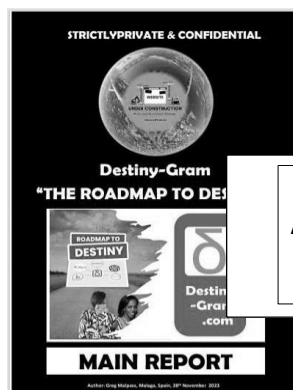 STRICTLYPRIVATE & CONFIDENTIAL
WEBSITE
UNDER CONSTRUCTION
Destiny-Gram
“THE ROADMAP TO DES
ROADMAP TO
DESTINY
δ
Destin
-Gram
.com
MAIN REPORT
Author: Greg Malpass, Malaga, Spain, 28th November 2023